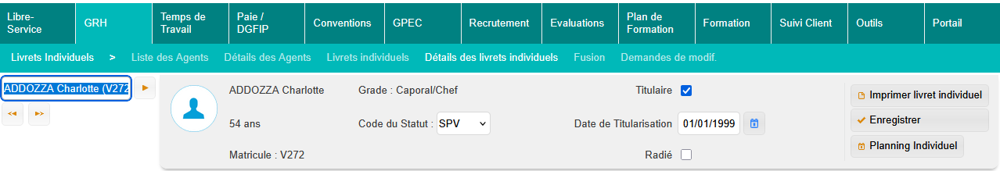 Libre-
Service
GRH
Temps de
Travail
Paie /
DGFIP
Conventions
GPEC
Recrutement
Evaluations
Plan de
Formation
Formation
Suivi Client
Outils
Portail
Livrets Individuels > Liste des Agents Détails des Agents Livrets individuels Détails des livrets individuels Fusion Demandes de modif.
ADDOZZA Charlotte (V272
ADDOZZA Charlotte
Grade : Caporal/Chef
Titulaire
Imprimer livret individuel
54 ans
Code du Statut : SPV
Date de Titularisation 01/01/1999
Enregistrer
Matricule : V272
Radié
Planning Individuel